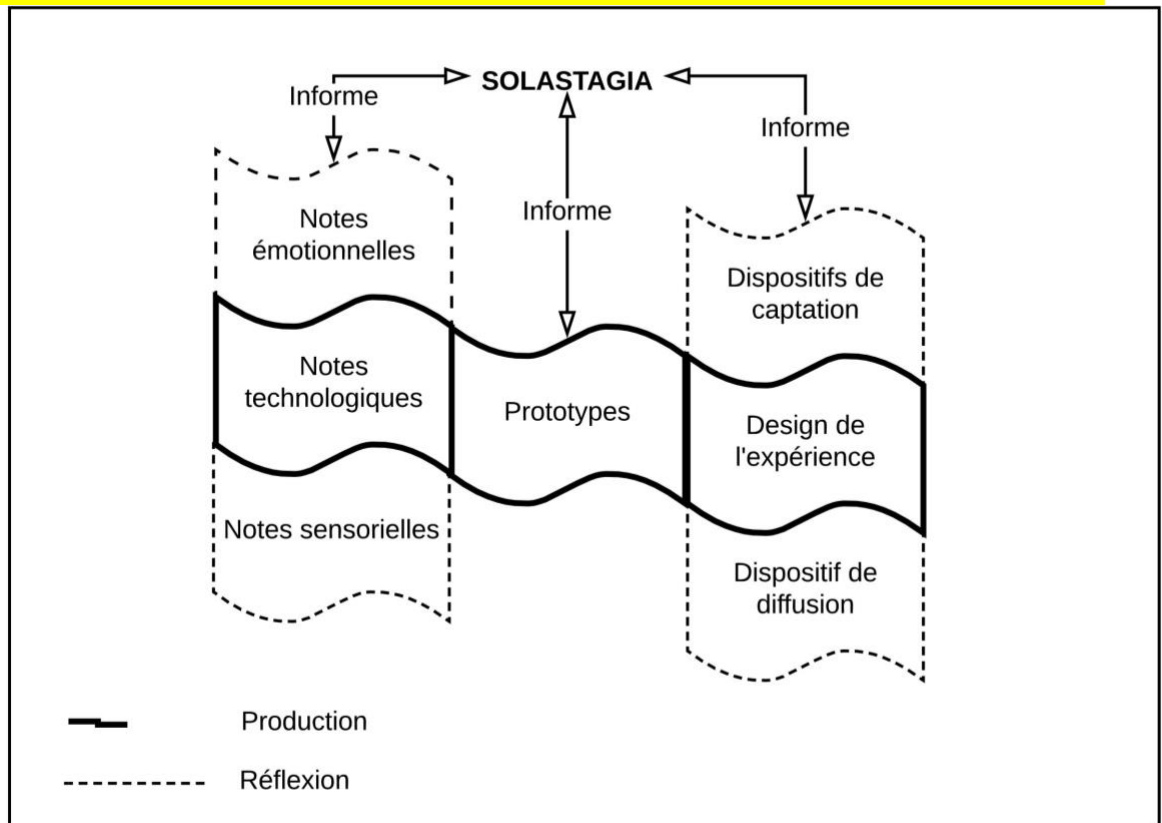 SOLASTAGIA
Informe
Informe
Informe
Notes
émotionnelles
Dispositifs de
captation
Notes
technologiques
Prototypes
Design de
l'expérience
Notes sensorielles
Dispositif de
diffusion
Production
Réflexion